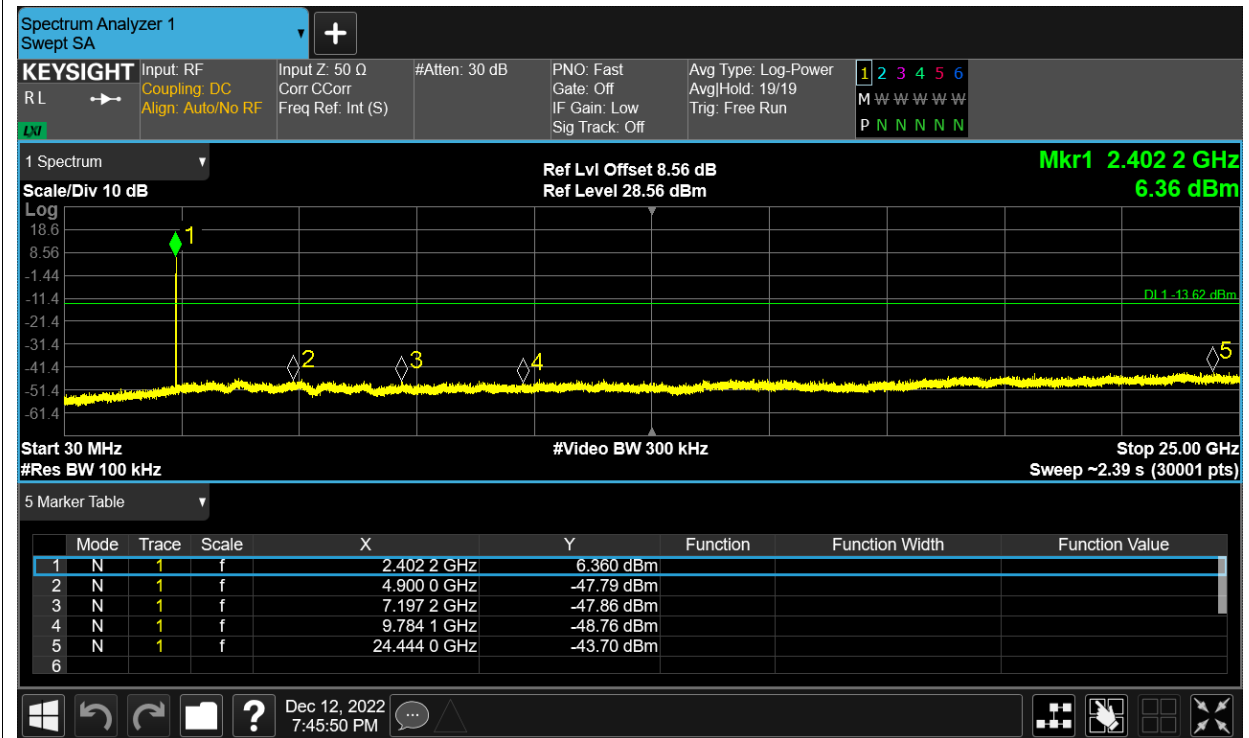 Spectrum Analyzer 1
Swept SA
+
KEYSIGHT
R L
LXI
Input: RF
Coupling: DC
Align: Auto/No RF
Input Z: 50 Ω
Corr CCorr
Freq Ref: Int (S)
#Atten: 30 dB
PNO: Fast
Gate: Off
IF Gain: Low
Sig Track: Off
Avg Type: Log-Power
Avg|Hold: 19/19
Trig: Free Run
1 2 3 4 5 6
M W W W W W
P N N N N N
1 Spectrum
Scale/Div 10 dB
Ref Lvl Offset 8.56 dB
Ref Level 28.56 dBm
Mkr1 2.402 2 GHz
6.36 dBm
Log
18.6
8.56
-1.44
-11.4
-21.4
-31.4
-41.4
-51.4
-61.4
1
2
3
4
5
DL1 -13.62 dBm
Start 30 MHz
#Res BW 100 kHz
#Video BW 300 kHz
Stop 25.00 GHz
Sweep ~2.39 s (30001 pts)
5 Marker Table
Mode Trace Scale X Y Function Function Width Function Value
1 N 1 f 2.402 2 GHz 6.360 dBm
2 N 1 f 4.900 0 GHz -47.79 dBm
3 N 1 f 7.197 2 GHz -47.86 dBm
4 N 1 f 9.784 1 GHz -48.76 dBm
5 N 1 f 24.444 0 GHz -43.70 dBm
6
?
Dec 12, 2022
7:45:50 PM